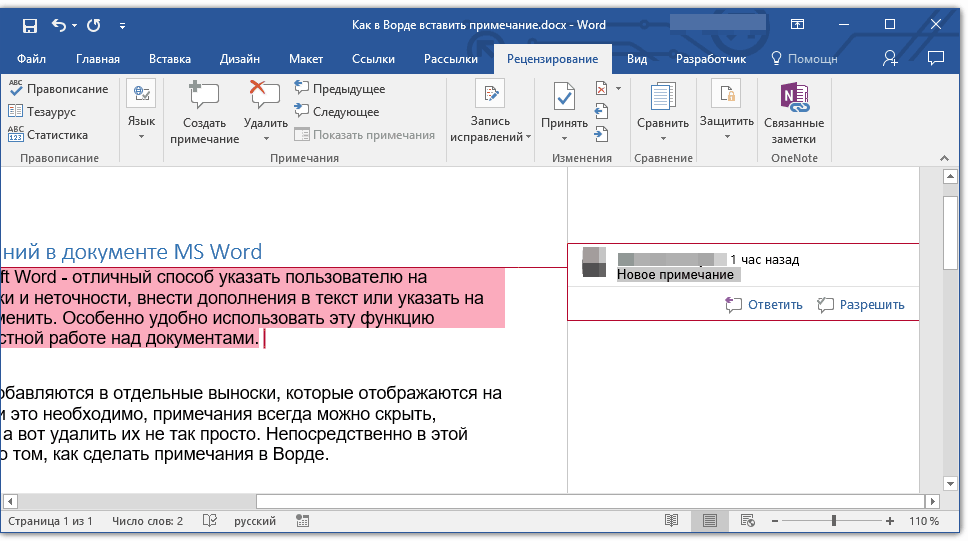 Как в Ворде вставить примечание.docx - Word
Файл Главная Вставка Дизайн Макет Ссылки Рассылки Рецензирование Вид Разработчик Помощн
ABC Правописание
Тезаурус
ABC 123 Статистика
Правописание
Язык
Создать примечание
Удалить
Предыдущее
Следующее
Показать примечания
Примечания
Запись исправлений
Принять
Изменения
Сравнить
Сравнение
Защитить
Связанные заметки
OneNote
ний в документе MS Word
ft Word - отличный способ указать пользователю на
ки и неточности, внести дополнения в текст или указать на
менить. Особенно удобно использовать эту функцию
стной работе над документами.
обавляются в отдельные выноски, которые отображаются на
и это необходимо, примечания всегда можно скрыть,
а вот удалить их не так просто. Непосредственно в этой
о том, как сделать примечания в Ворде.
1 час назад
Новое примечание
Ответить Разрешить
Страница 1 из 1 Число слов: 2 русский 110 %